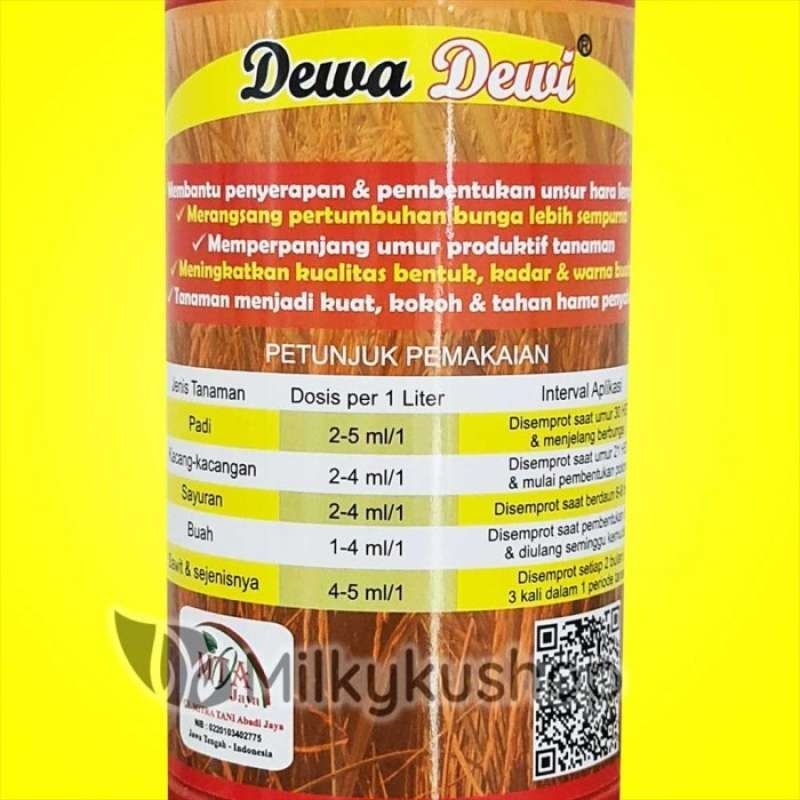 Dewa Dewi®
Membantu penyerapan & pembentukan unsur hara
✓Merangsang pertumbuhan bunga lebih sempurna
✓Memperpanjang umur produktif tanaman
✓Meningkatkan kualitas bentuk, kadar & warna
✓Tanaman menjadi kuat, kokoh & tahan hama
PETUNJUK PEMAKAIAN
Jenis Tanaman Dosis per 1 Liter Interval Aplikasi
Padi 2-5 ml/1 Disemprot saat umur 30
& menjelang berbunga
Kacang-kacangan 2-4 ml/1 Disemprot saat umur 21
& mulai pembentukan
Sayuran 2-4 ml/1 Disemprot saat berdaun
Buah 1-4 ml/1 Disemprot saat pembentukan
& diulang seminggu
Sawit & sejenisnya 4-5 ml/1 Disemprot setiap 2
3 kali dalam 1 periode
MTA
Jaya
MITRA TANI Abadi Jaya
NIB : 0220103402775
Jawa Tengah - Indonesia
Milkykushop